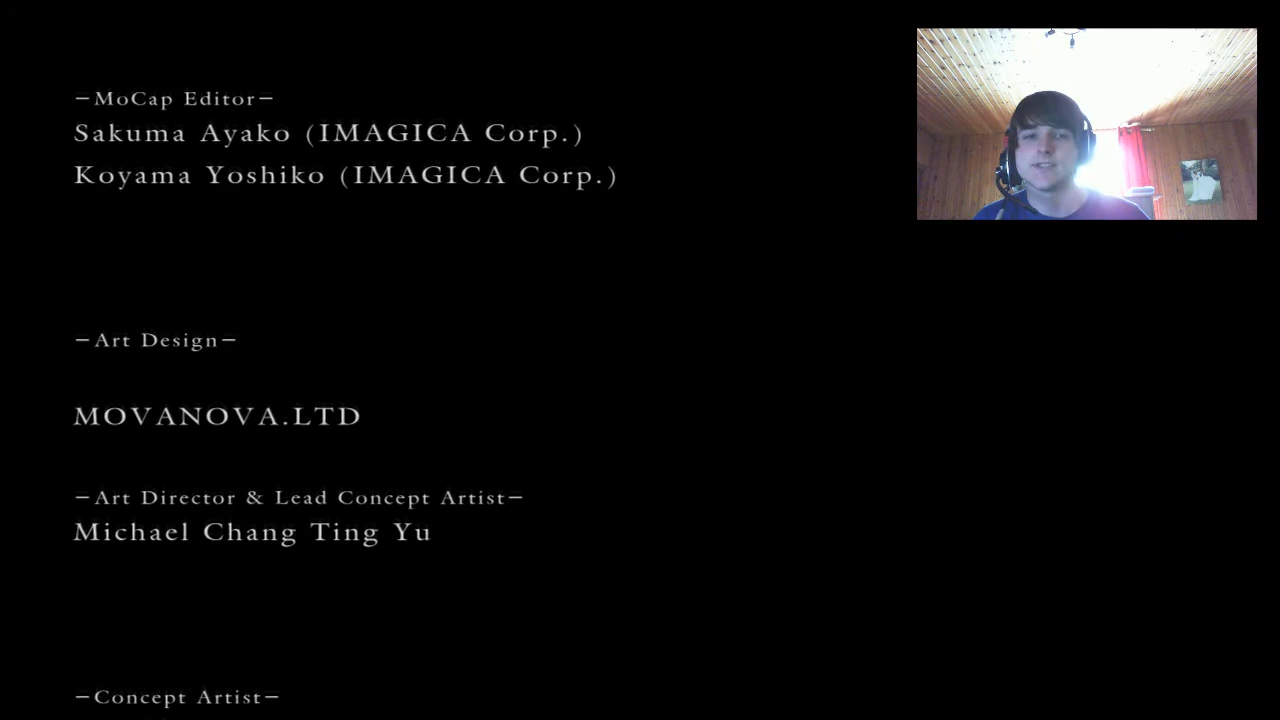 —MoCap Editor—
Sakuma Ayako (IMAGICA Corp.)
Koyama Yoshiko (IMAGICA Corp.)
—Art Design—
MOVANOVA.LTD
—Art Director & Lead Concept Artist—
Michael Chang Ting Yu
—Concept Artist—